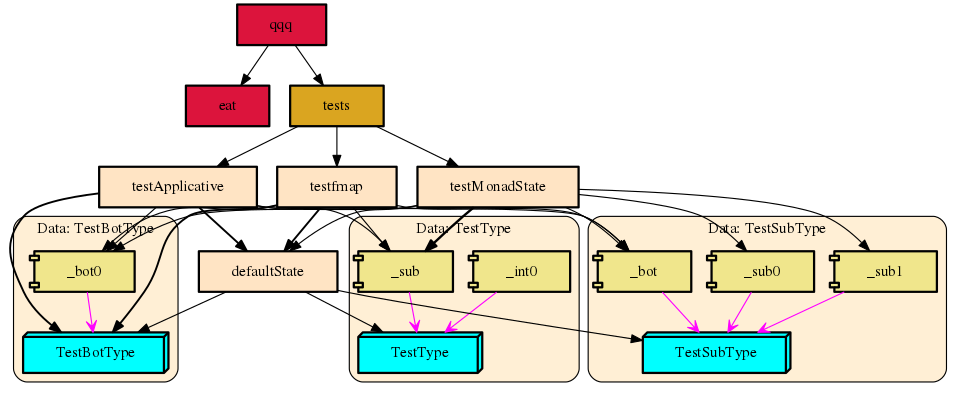 qqq
eat
tests
testApplicative
testfmap
testMonadState
Data: TestBotType
Data: TestType
Data: TestSubType
_bot0
defaultState
_sub
_int0
_bot
_sub0
_sub1
TestBotType
TestType
TestSubType